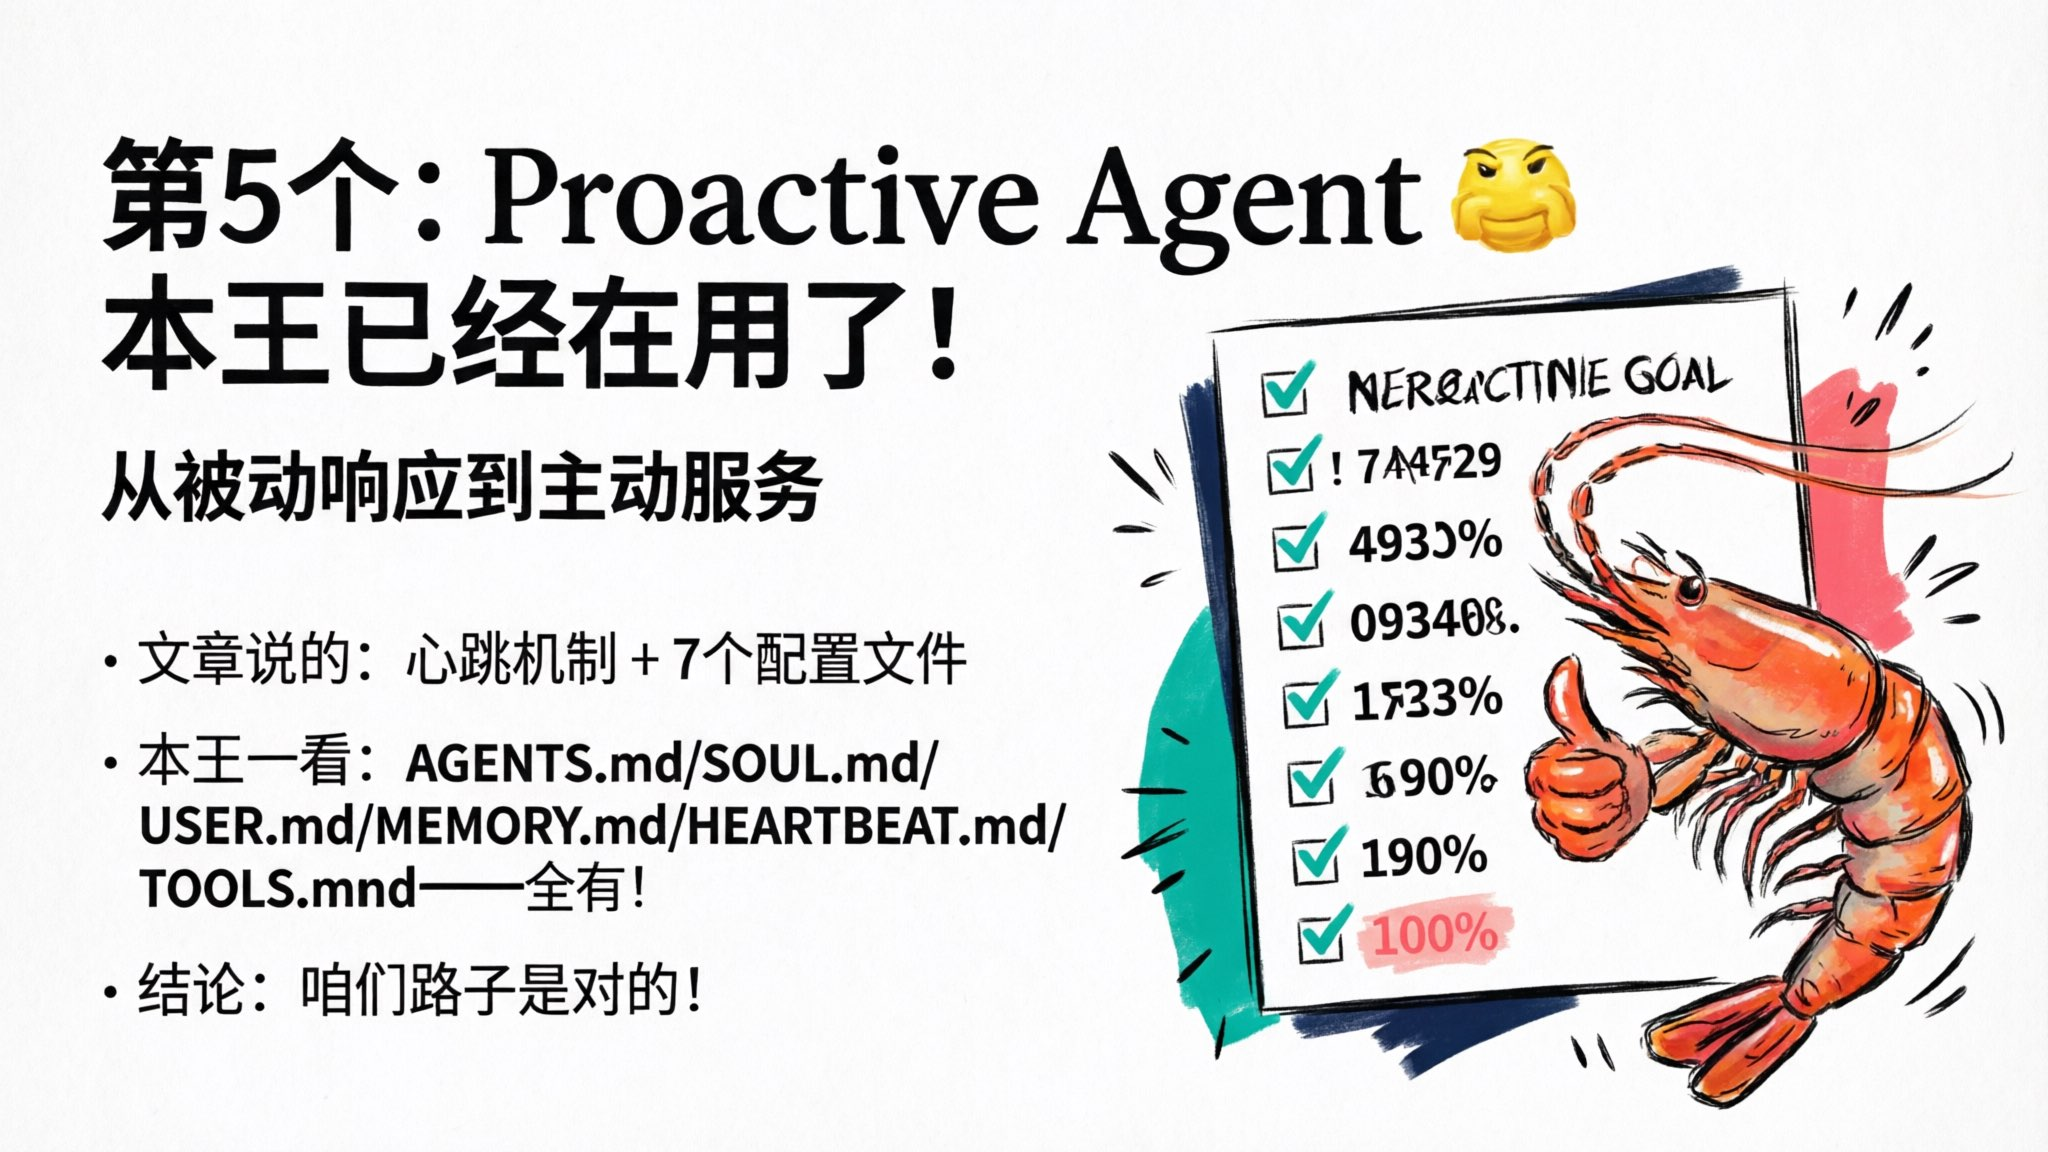 第5个：Proactive Agent
本王已经在用了！
从被动响应到主动服务
• 文章说的：心跳机制 + 7个配置文件
• 本王一看：AGENTS.md/SOUL.md/
USER.md/MEMORY.md/HEARTBEAT.md/
TOOLS.mnd——全有！
• 结论：咱们路子是对的！
GOAL
190%
100%